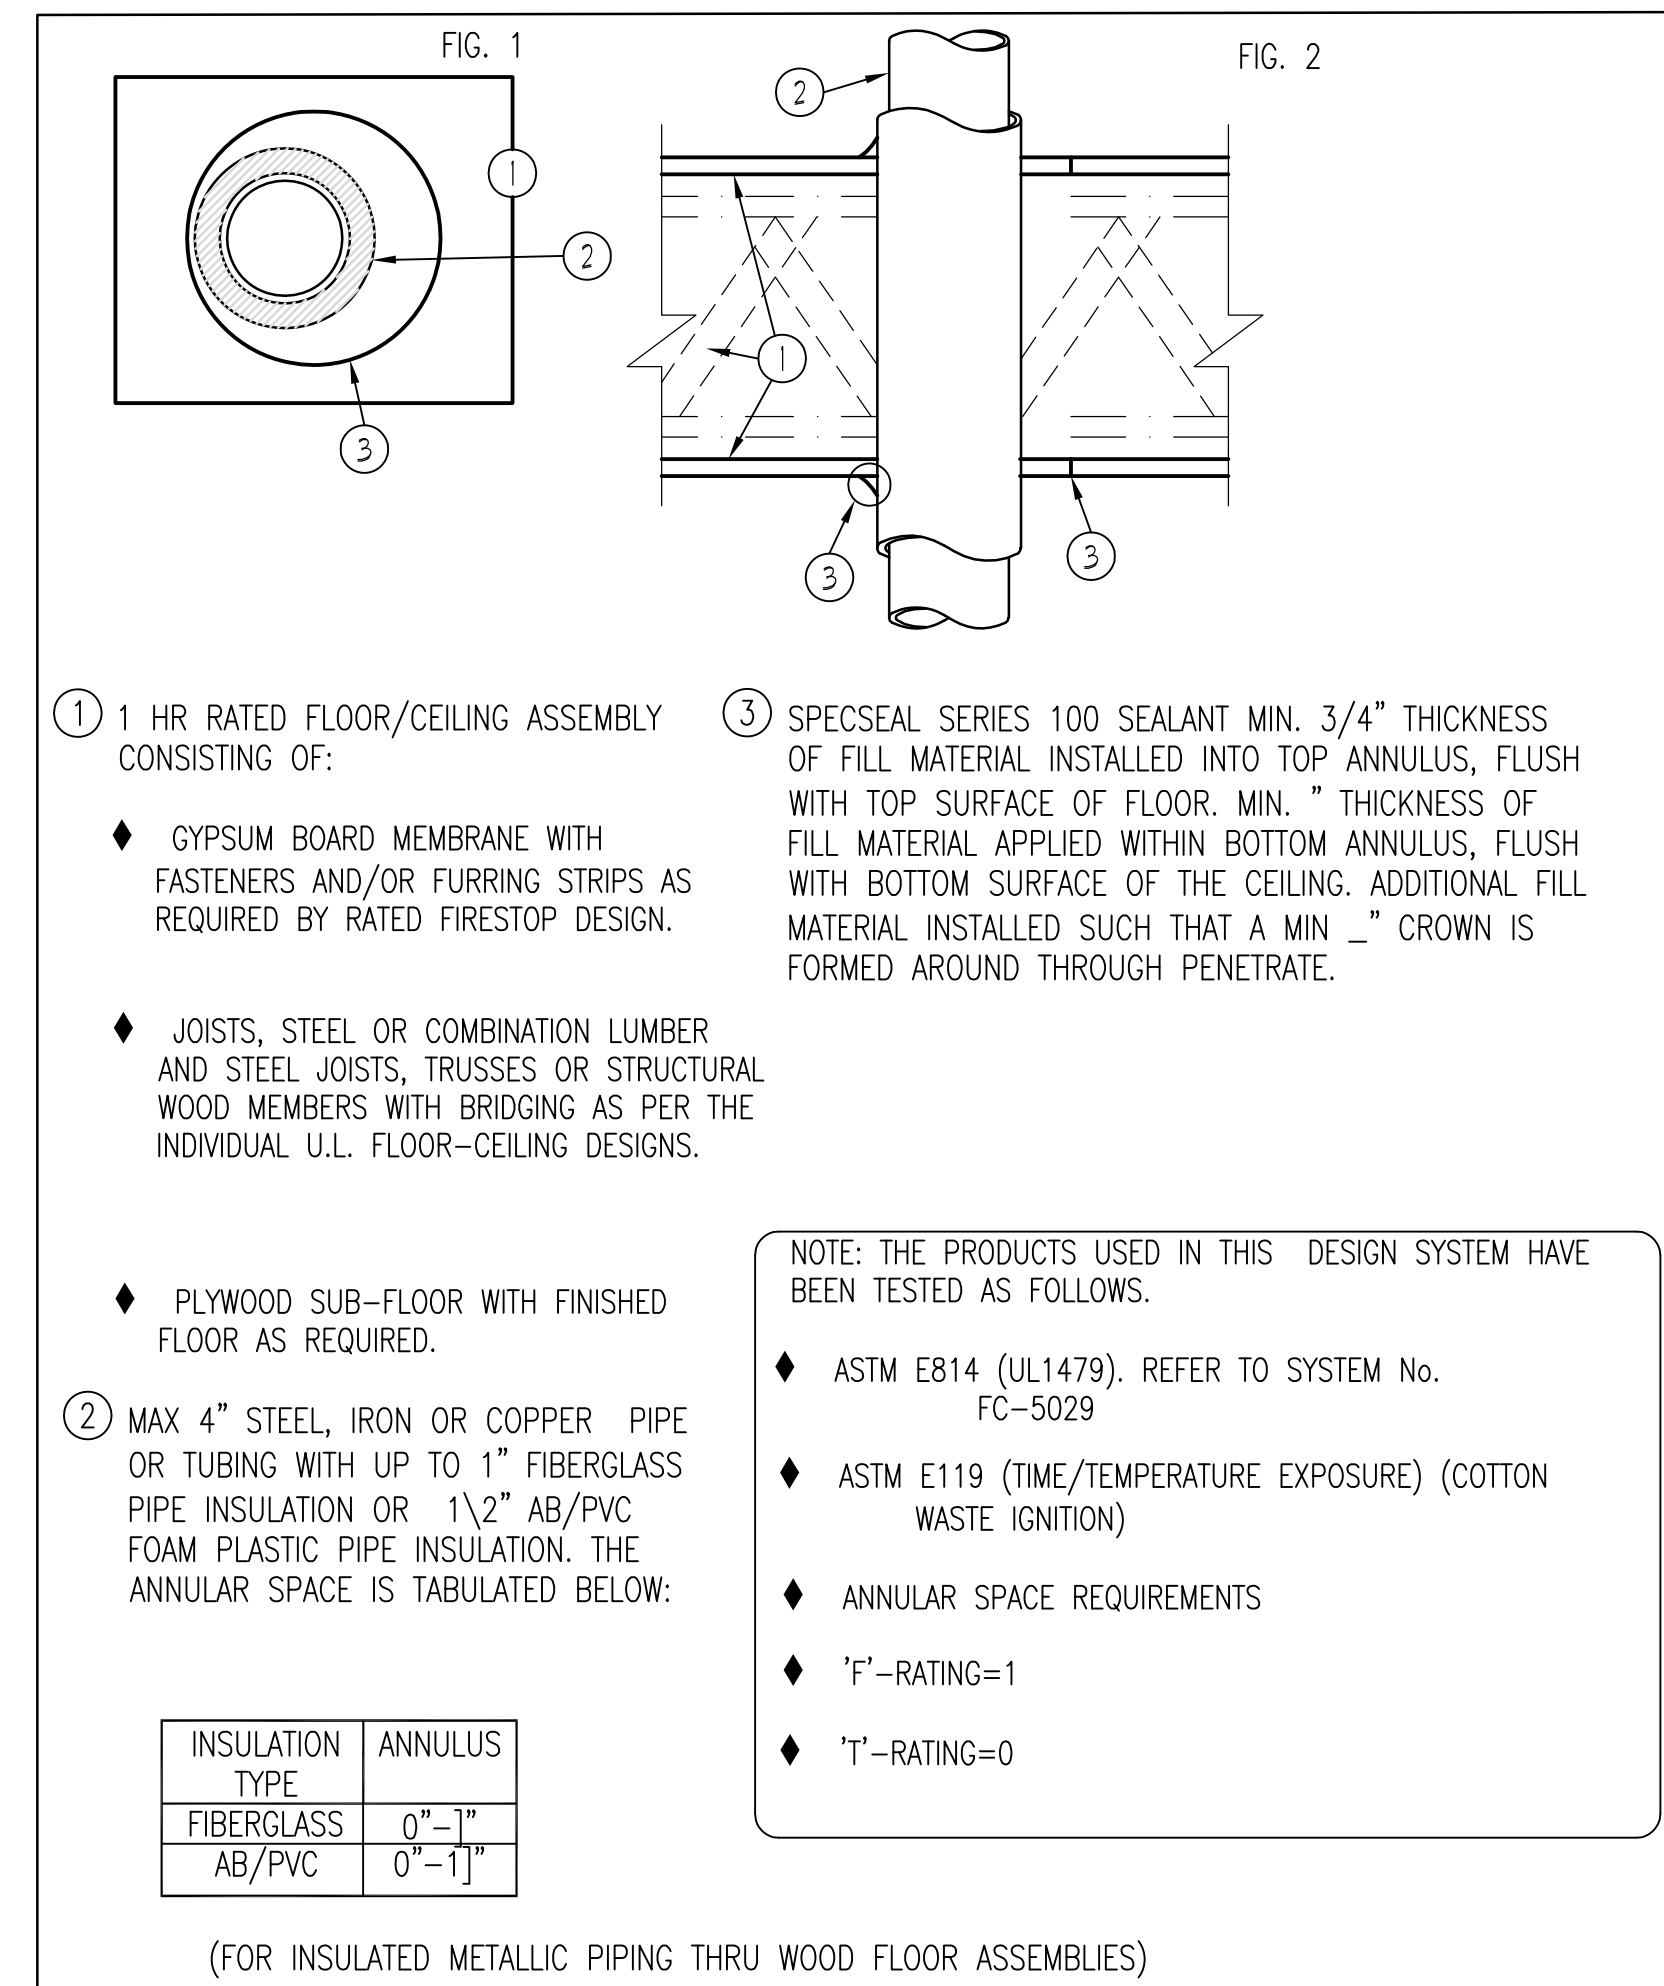 FIG. 1
1
2
3
FIG. 2
2
1
3
3
1 1 HR RATED FLOOR/CEILING ASSEMBLY
CONSISTING OF:
♦ GYPSUM BOARD MEMBRANE WITH
FASTENERS AND/OR FURRING STRIPS AS
REQUIRED BY RATED FIRESTOP DESIGN.
♦ JOISTS, STEEL OR COMBINATION LUMBER
AND STEEL JOISTS, TRUSSES OR STRUCTURAL
WOOD MEMBERS WITH BRIDGING AS PER THE
INDIVIDUAL U.L. FLOOR-CEILING DESIGNS.
♦ PLYWOOD SUB-FLOOR WITH FINISHED
FLOOR AS REQUIRED.
2 MAX 4" STEEL, IRON OR COPPER PIPE
OR TUBING WITH UP TO 1" FIBERGLASS
PIPE INSULATION OR 1\2" AB/PVC
FOAM PLASTIC PIPE INSULATION. THE
ANNULAR SPACE IS TABULATED BELOW:
INSULATION TYPE ANNULUS
FIBERGLASS 0"-]"
AB/PVC 0"-1]"
3 SPECSEAL SERIES 100 SEALANT MIN. 3/4" THICKNESS
OF FILL MATERIAL INSTALLED INTO TOP ANNULUS, FLUSH
WITH TOP SURFACE OF FLOOR. MIN. " THICKNESS OF
FILL MATERIAL APPLIED WITHIN BOTTOM ANNULUS, FLUSH
WITH BOTTOM SURFACE OF THE CEILING. ADDITIONAL FILL
MATERIAL INSTALLED SUCH THAT A MIN _" CROWN IS
FORMED AROUND THROUGH PENETRATE.
NOTE: THE PRODUCTS USED IN THIS DESIGN SYSTEM HAVE
BEEN TESTED AS FOLLOWS.
♦ ASTM E814 (UL1479). REFER TO SYSTEM No.
FC-5029
♦ ASTM E119 (TIME/TEMPERATURE EXPOSURE) (COTTON
WASTE IGNITION)
♦ ANNULAR SPACE REQUIREMENTS
♦ 'F'-RATING=1
♦ 'T'-RATING=0
(FOR INSULATED METALLIC PIPING THRU WOOD FLOOR ASSEMBLIES)